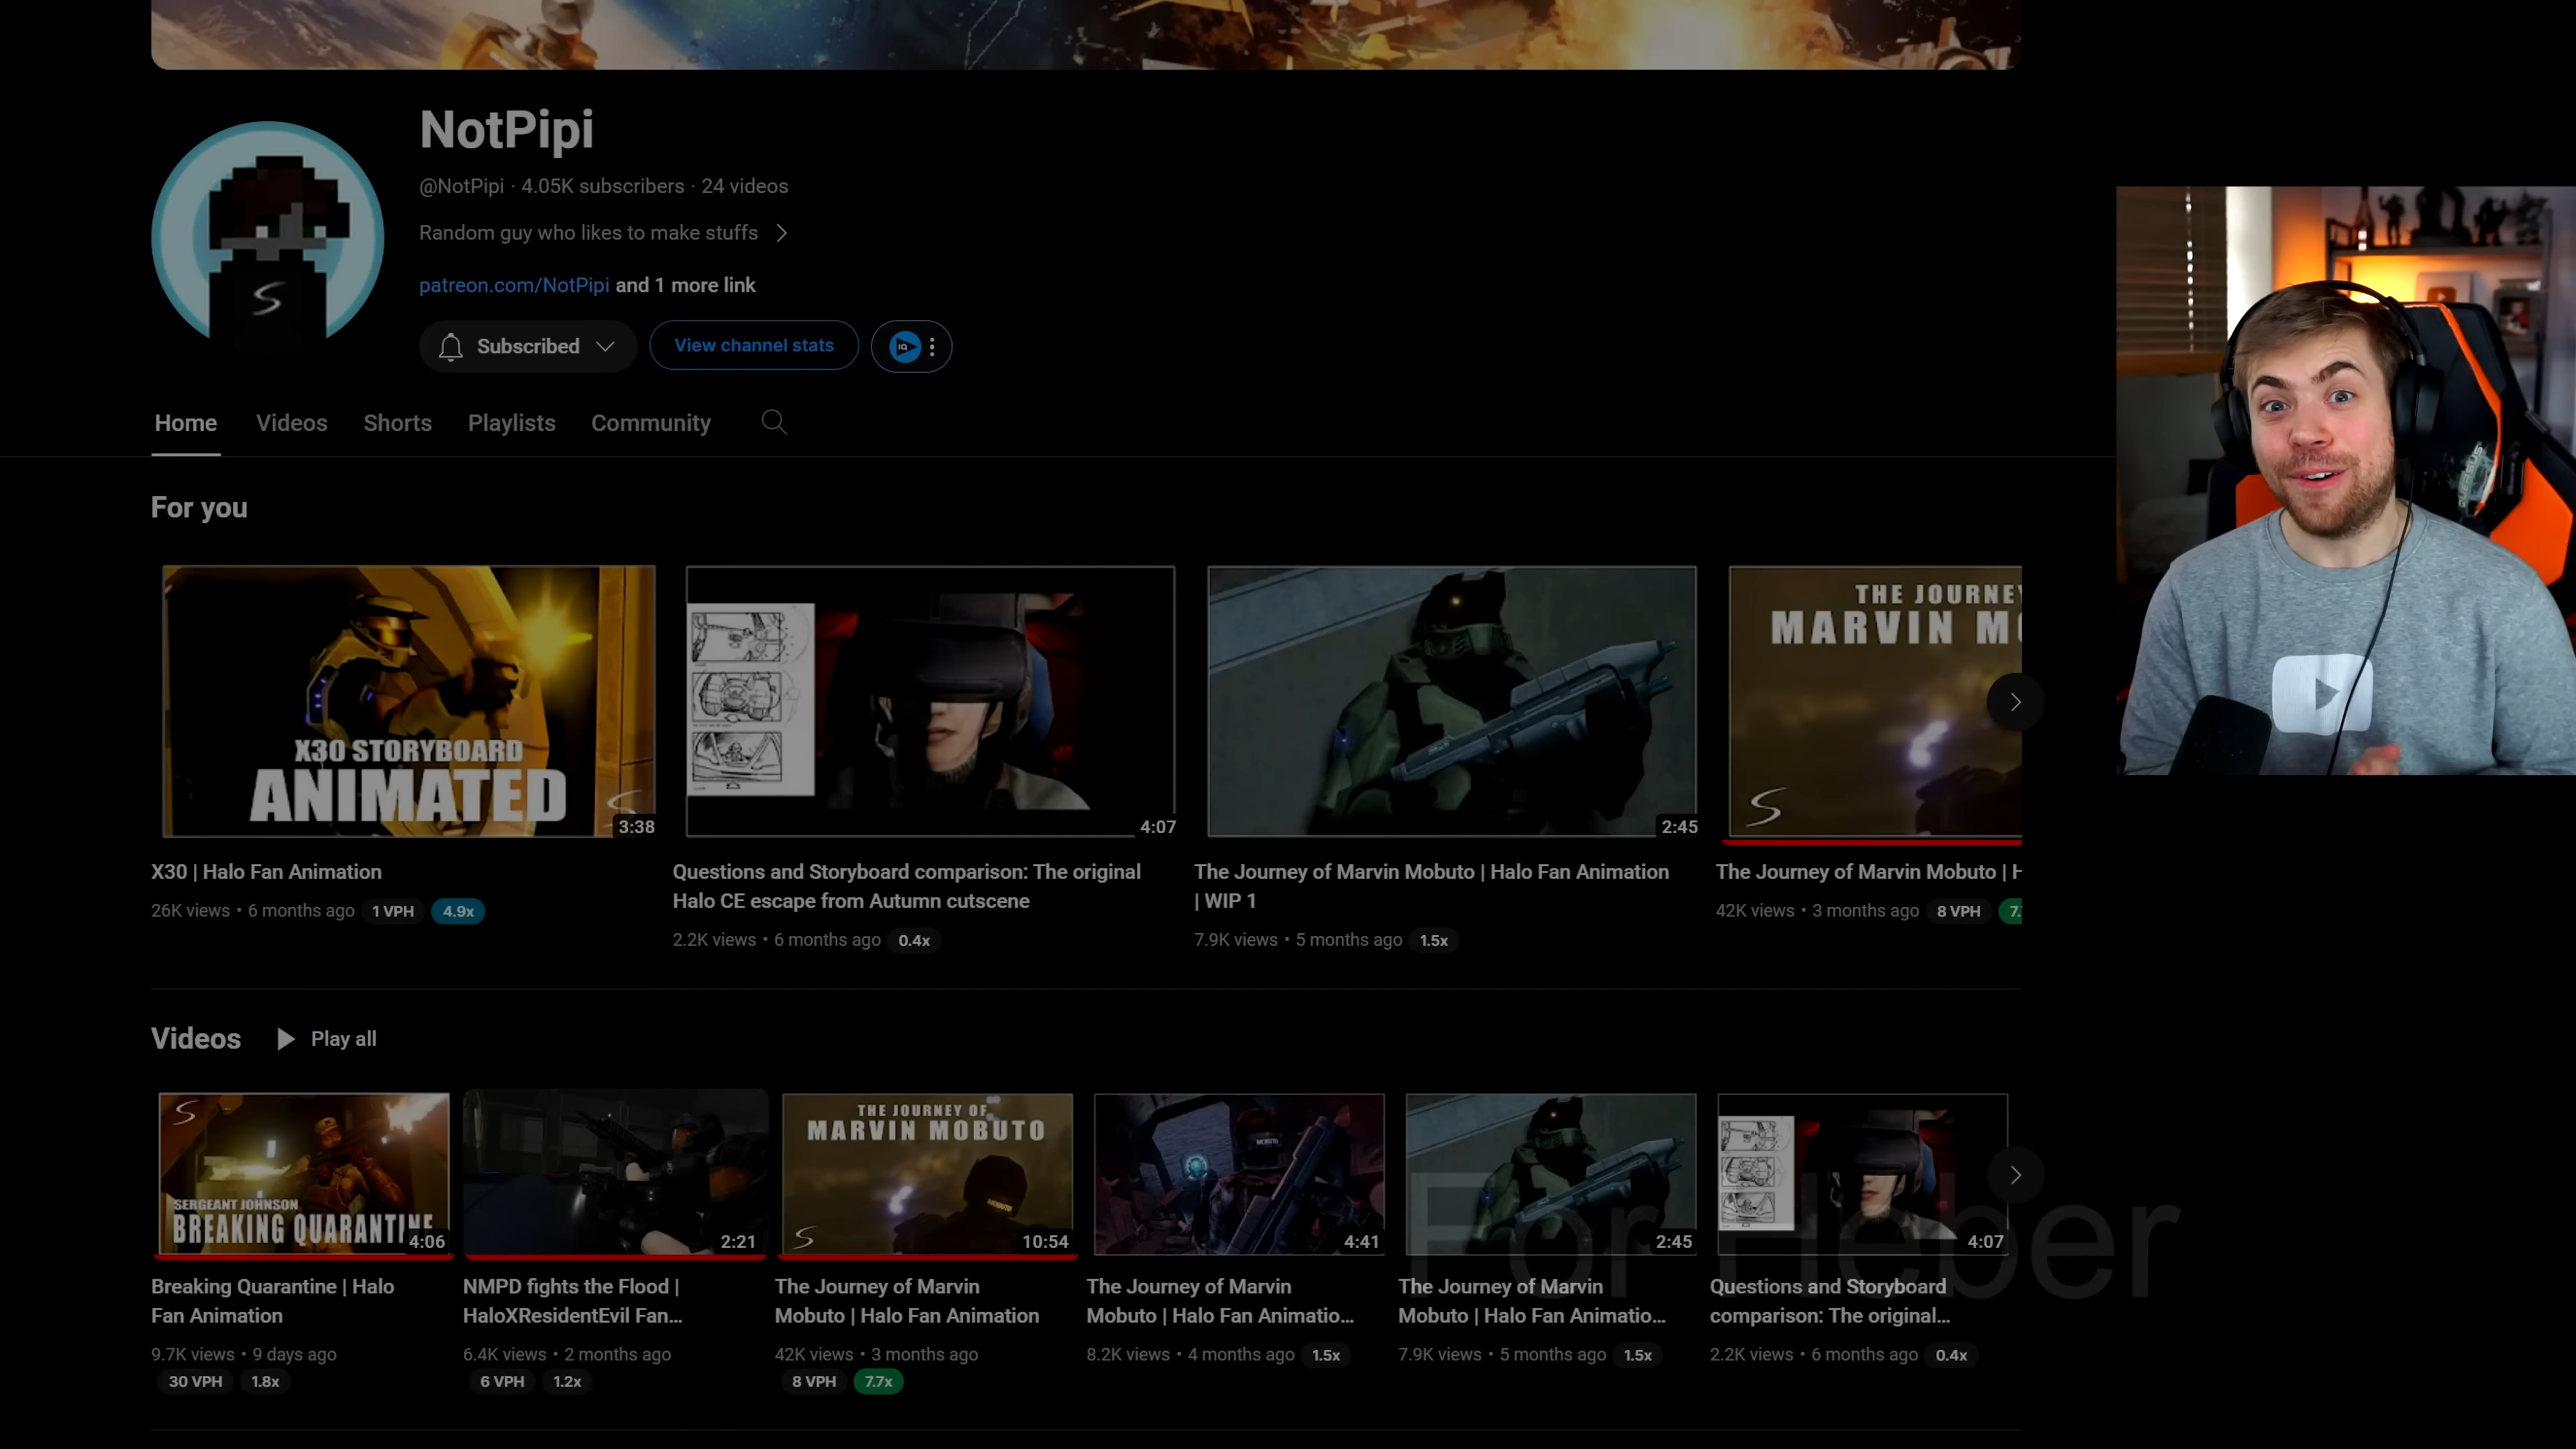 NotPipi
@NotPipi · 4.05K subscribers · 24 videos
Random guy who likes to make stuffs
patreon.com/NotPipi and 1 more link
Subscribed
View channel stats
IQ
Home Videos Shorts Playlists Community
For you
X30 STORYBOARD
ANIMATED
3:38
4:07
2:45
THE JOURNEY
MARVIN MO
X30 | Halo Fan Animation
26K views • 6 months ago 1 VPH 4.9x
Questions and Storyboard comparison: The original
Halo CE escape from Autumn cutscene
2.2K views • 6 months ago 0.4x
The Journey of Marvin Mobuto | Halo Fan Animation
| WIP 1
7.9K views • 5 months ago 1.5x
The Journey of Marvin Mobuto | H
42K views • 3 months ago 8 VPH 7.
Videos Play all
SERGEANT JOHNSON
BREAKING QUARANTINE
4:06
2:21
THE JOURNEY OF
MARVIN MOBUTO
MOBUTO
10:54
MOBUTO
4:41
2:45
4:07
For Heber
Breaking Quarantine | Halo
Fan Animation
9.7K views • 9 days ago
30 VPH 1.8x
NMPD fights the Flood |
HaloXResidentEvil Fan...
6.4K views • 2 months ago
6 VPH 1.2x
The Journey of Marvin
Mobuto | Halo Fan Animation
42K views • 3 months ago
8 VPH 7.7x
The Journey of Marvin
Mobuto | Halo Fan Animatio...
8.2K views • 4 months ago 1.5x
The Journey of Marvin
Mobuto | Halo Fan Animatio...
7.9K views • 5 months ago 1.5x
Questions and Storyboard
comparison: The original...
2.2K views • 6 months ago 0.4x